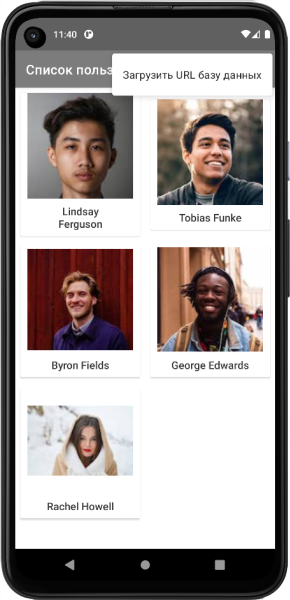 11:40
Список польз
Загрузить URL базу данных
Lindsay
Ferguson
Tobias Funke
Byron Fields
George Edwards
Rachel Howell